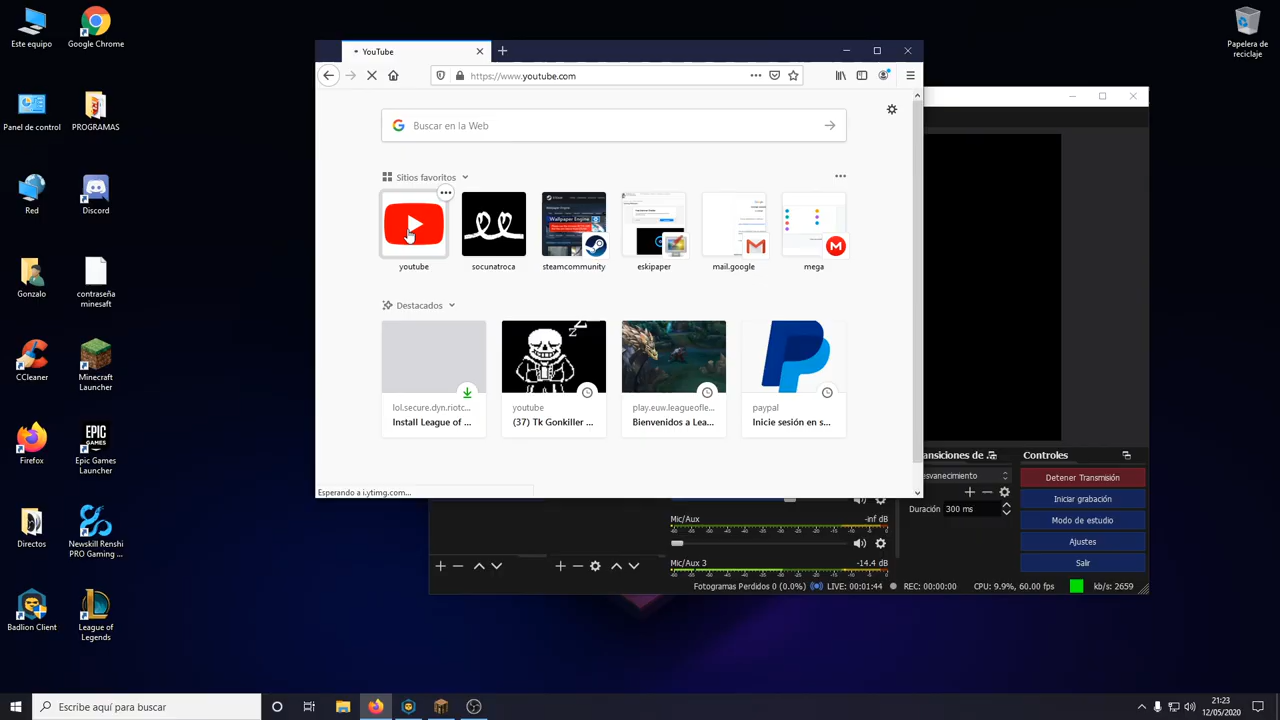 Este equipo
Google Chrome
Papelera de
reciclaje
Panel de control
PROGRAMAS
Red
Discord
Gonzalo
contraseña
minesaft
CCleaner
Minecraft
Launcher
Firefox
EPIC
GAMES
Epic Games
Launcher
Directos
Newskill Renshi
PRO Gaming ...
Badlion Client
League of
Legends
YouTube
https://www.youtube.com
Buscar en la Web
Sitios favoritos
youtube
socunatroca
steamcommunity
eskipaper
mail.google
mega
Destacados
lol.secure.dyn.riotc...
Install League of ...
youtube
(37) Tk Gonkiller ...
play.euw.leagueofle...
Bienvenidos a Lea...
paypal
Inicie sesión en s...
Esperando a i.ytimg.com...
ansiciones de
Controles
esvanecimiento
Detener Transmisión
Duración 300 ms
Iniciar grabación
Modo de estudio
Ajustes
Salir
Mic/Aux
-inf dB
Mic/Aux 3
-14.4 dB
Fotogramas Perdidos 0 (0.0%)
LIVE: 00:01:44
REC: 00:00:00
CPU: 9.9%, 60.00 fps
kb/s: 2659
Escribe aquí para buscar
21:23
12/05/2020